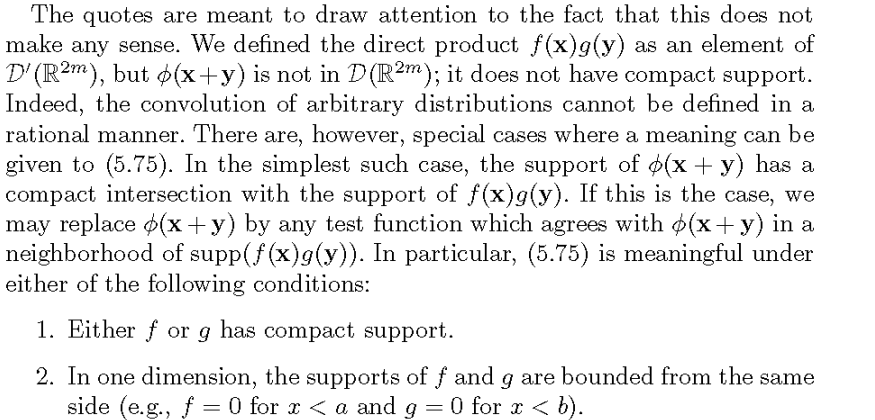 The quotes are meant to draw attention to the fact that this does not
make any sense. We defined the direct product f(x)g(y) as an element of
𝒟′(ℝ²ᵐ), but ϕ(x+y) is not in 𝒟(ℝ²ᵐ); it does not have compact support.
Indeed, the convolution of arbitrary distributions cannot be defined in a
rational manner. There are, however, special cases where a meaning can be
given to (5.75). In the simplest such case, the support of ϕ(x + y) has a
compact intersection with the support of f(x)g(y). If this is the case, we
may replace ϕ(x+y) by any test function which agrees with ϕ(x+y) in a
neighborhood of supp(f(x)g(y)). In particular, (5.75) is meaningful under
either of the following conditions:
1. Either f or g has compact support.
2. In one dimension, the supports of f and g are bounded from the same
side (e.g., f = 0 for x < a and g = 0 for x < b).